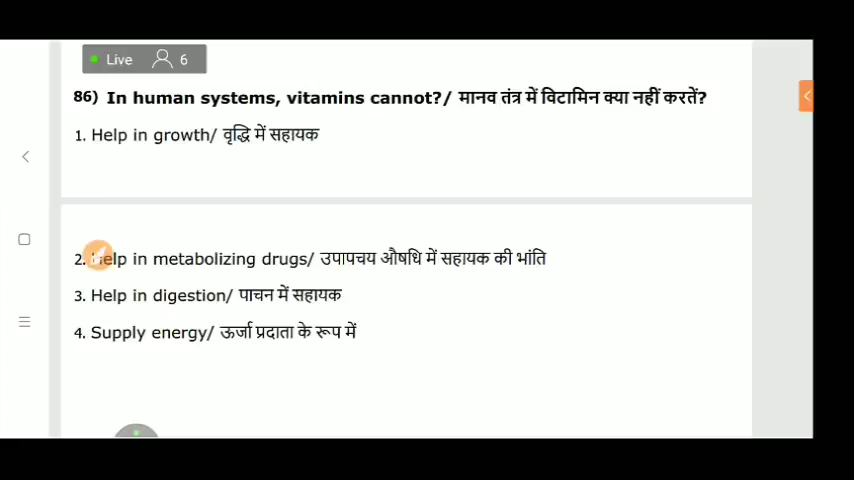 Live 6
86) In human systems, vitamins cannot?/ मानव तंत्र में विटामिन क्या नहीं करतें?
1. Help in growth/ वृद्धि में सहायक
2. Help in metabolizing drugs/ उपापचय औषधि में सहायक की भांति
3. Help in digestion/ पाचन में सहायक
4. Supply energy/ ऊर्जा प्रदाता के रूप में